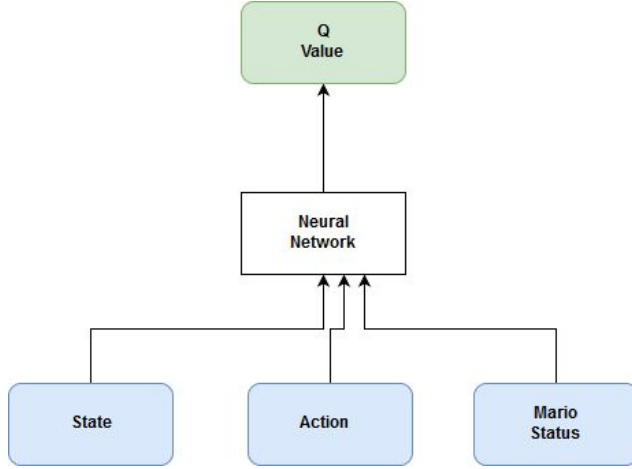 Q
Value
Neural
Network
State
Action
Mario
Status